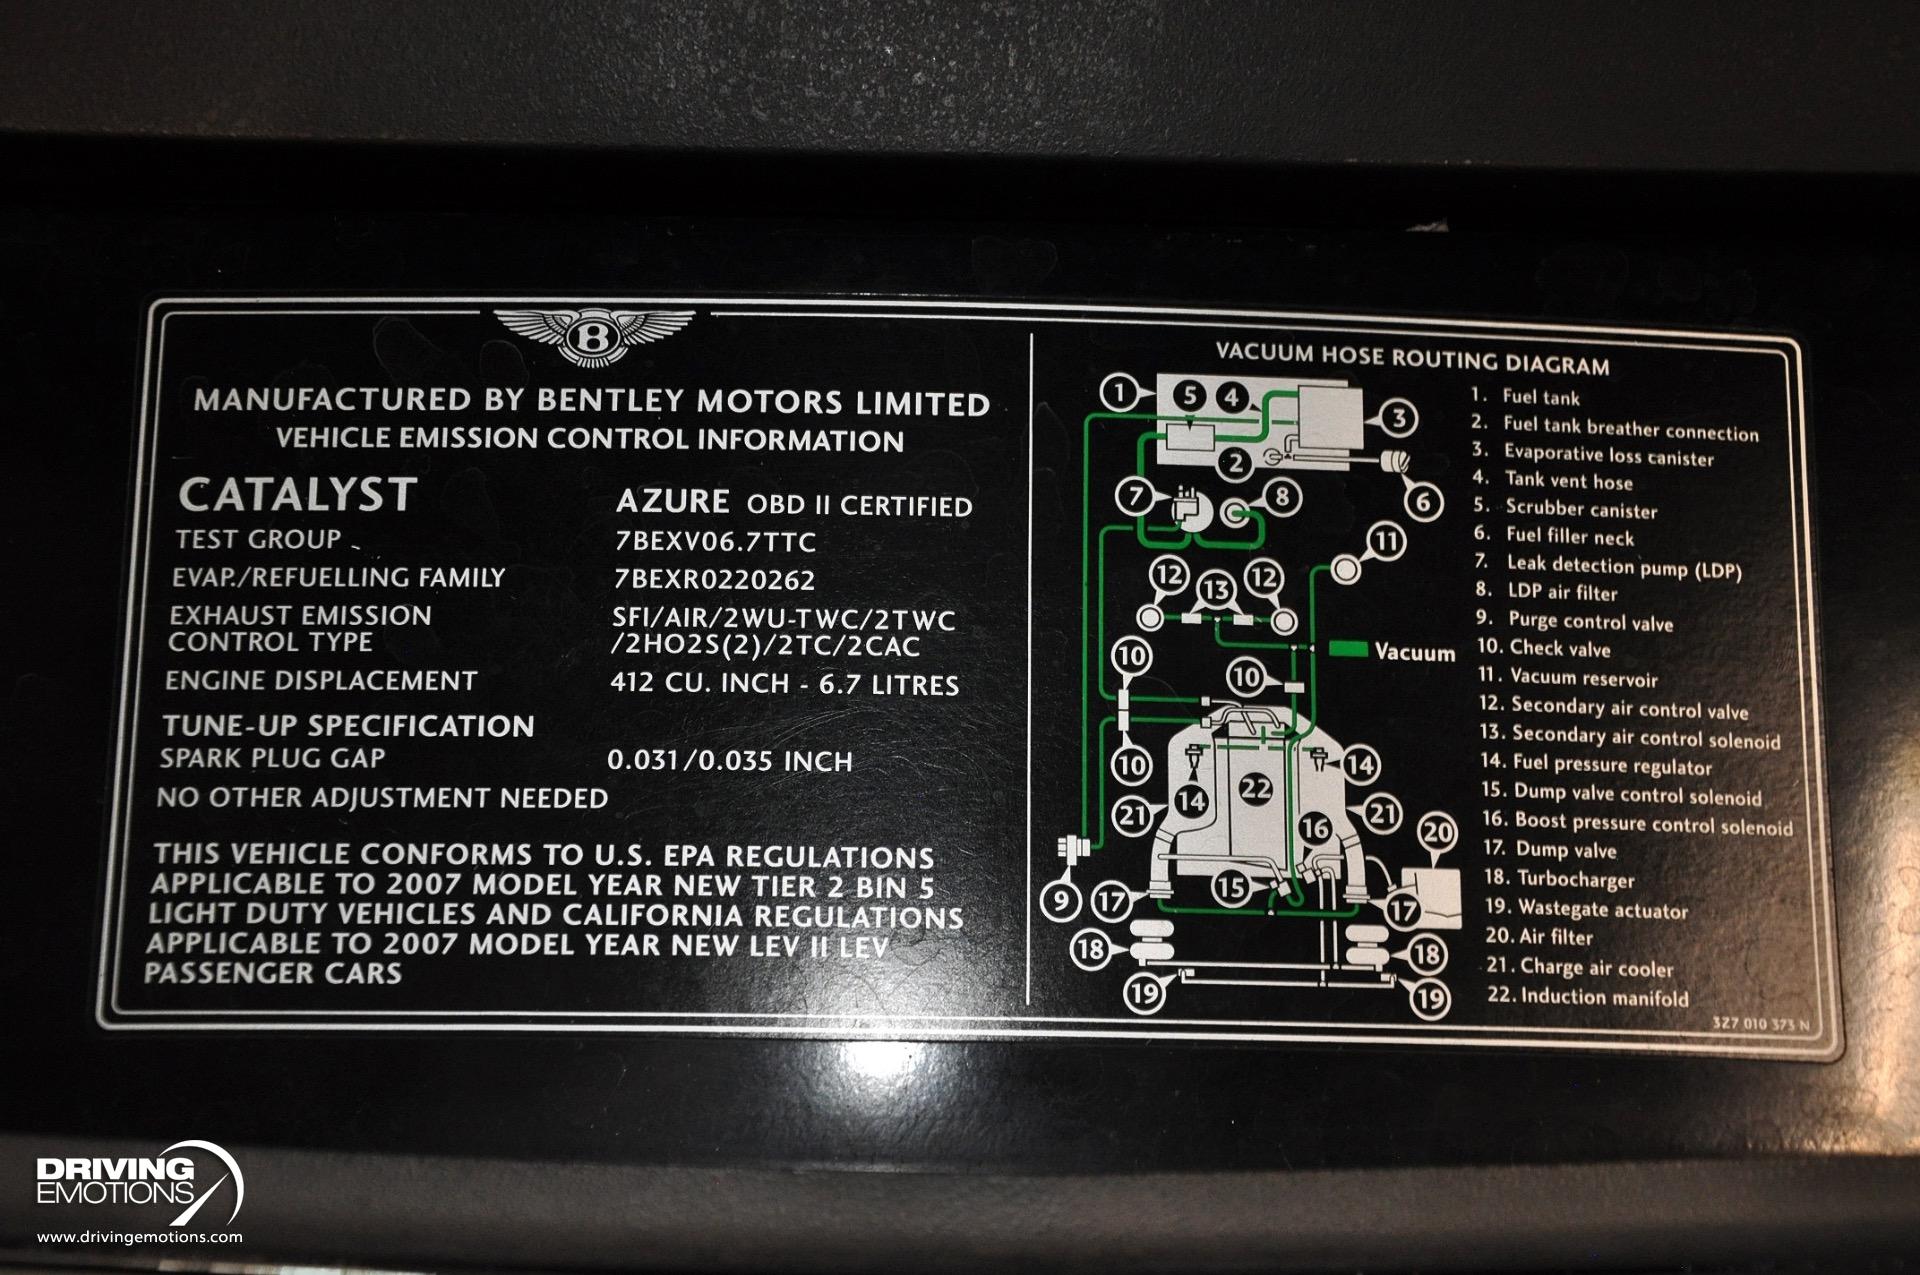 B
MANUFACTURED BY BENTLEY MOTORS LIMITED
VEHICLE EMISSION CONTROL INFORMATION
CATALYST AZURE OBD II CERTIFIED
TEST GROUP 7BEXV06.7TTC
EVAP./REFUELLING FAMILY 7BEXR0220262
EXHAUST EMISSION SFI/AIR/2WU-TWC/2TWC
CONTROL TYPE /2HO2S(2)/2TC/2CAC
ENGINE DISPLACEMENT 412 CU. INCH - 6.7 LITRES
TUNE-UP SPECIFICATION
SPARK PLUG GAP 0.031/0.035 INCH
NO OTHER ADJUSTMENT NEEDED
THIS VEHICLE CONFORMS TO U.S. EPA REGULATIONS
APPLICABLE TO 2007 MODEL YEAR NEW TIER 2 BIN 5
LIGHT DUTY VEHICLES AND CALIFORNIA REGULATIONS
APPLICABLE TO 2007 MODEL YEAR NEW LEV II LEV
PASSENGER CARS
VACUUM HOSE ROUTING DIAGRAM
1 5 4 3
2
6
7 8
11
12 13 12
10 10
Vacuum
10 14 22 14
21 21
16 20
9 17 15 17
18 18
19 19
1. Fuel tank
2. Fuel tank breather connection
3. Evaporative loss canister
4. Tank vent hose
5. Scrubber canister
6. Fuel filler neck
7. Leak detection pump (LDP)
8. LDP air filter
9. Purge control valve
10. Check valve
11. Vacuum reservoir
12. Secondary air control valve
13. Secondary air control solenoid
14. Fuel pressure regulator
15. Dump valve control solenoid
16. Boost pressure control solenoid
17. Dump valve
18. Turbocharger
19. Wastegate actuator
20. Air filter
21. Charge air cooler
22. Induction manifold
3Z7 010 373 N
DRIVING
EMOTIONS
www.drivingemotions.com